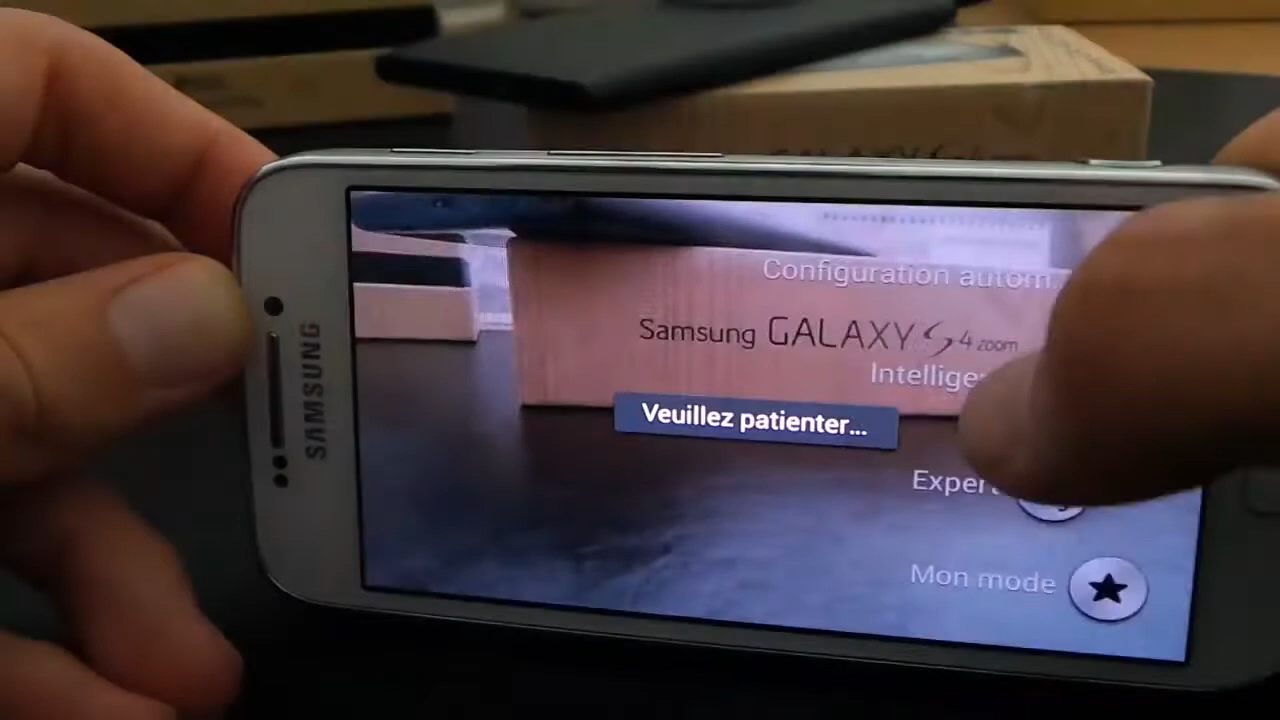 SAMSUNG
Configuration autom.
Samsung GALAXY S4 zoom
Veuillez patienter...
Mon mode